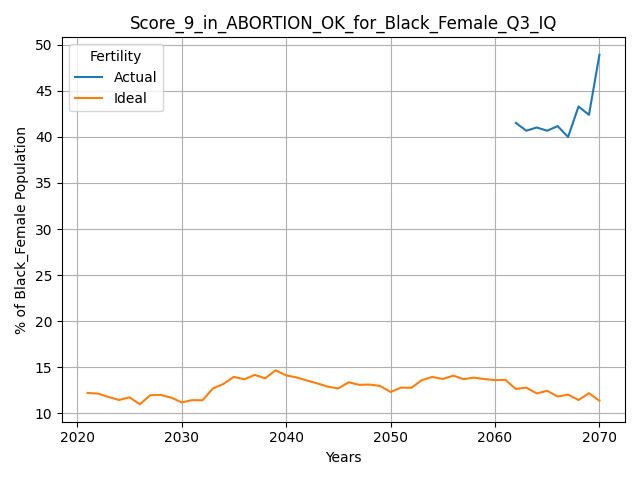 Score_9_in_ABORTION_OK_for_Black_Female_Q3_IQ
Fertility
Actual
Ideal
% of Black_Female Population
50
45
40
35
30
25
20
15
10
2020 2030 2040 2050 2060 2070
Years